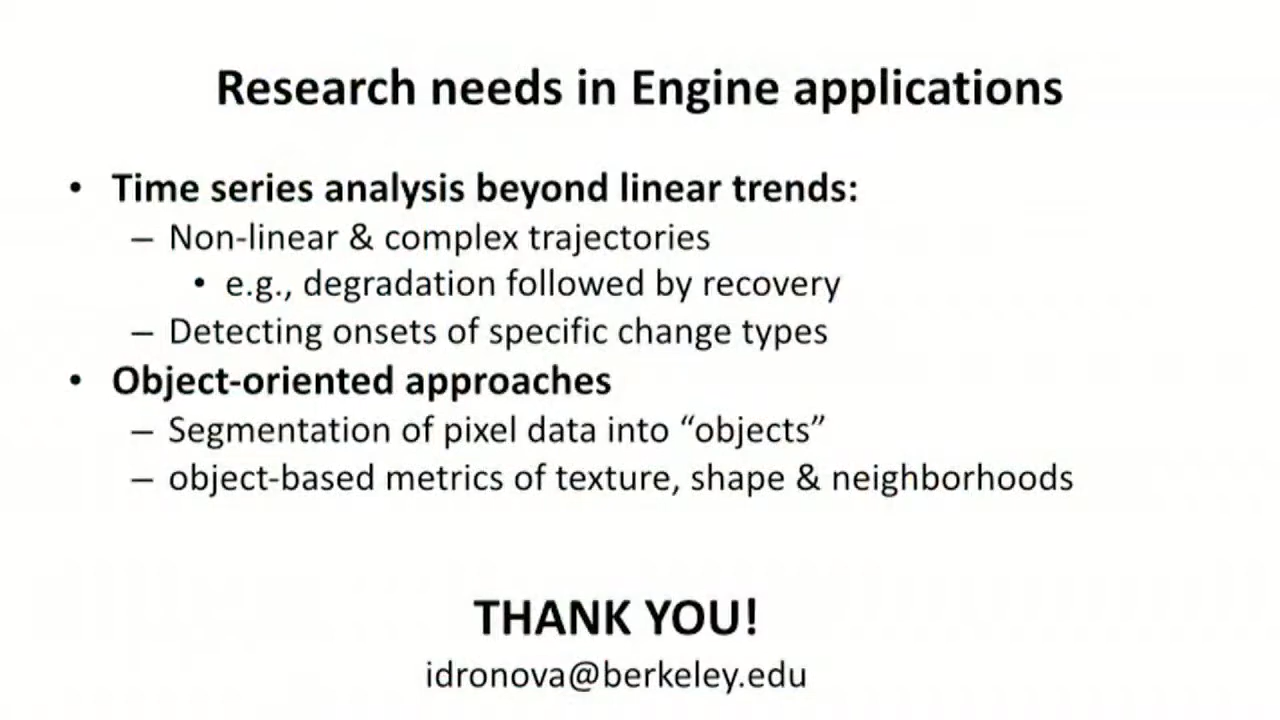 Research needs in Engine applications
• Time series analysis beyond linear trends:
– Non-linear & complex trajectories
• e.g., degradation followed by recovery
– Detecting onsets of specific change types
• Object-oriented approaches
– Segmentation of pixel data into “objects”
– object-based metrics of texture, shape & neighborhoods
THANK YOU!
idronova@berkeley.edu